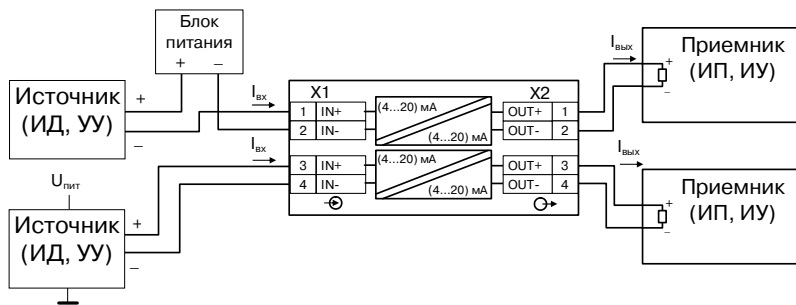 Блок
питания
+ –
Источник
(ИД, УУ)
+
–
Iвх
X1 X2
1 IN+ (4...20) мА OUT+ 1
2 IN- (4...20) мА OUT- 2
Iвх
3 IN+ (4...20) мА OUT+ 3
4 IN- (4...20) мА OUT- 4
Iвых
+
–
Приемник
(ИП, ИУ)
Iвых
+
–
Приемник
(ИП, ИУ)
Uпит
Источник
(ИД, УУ)
+
–